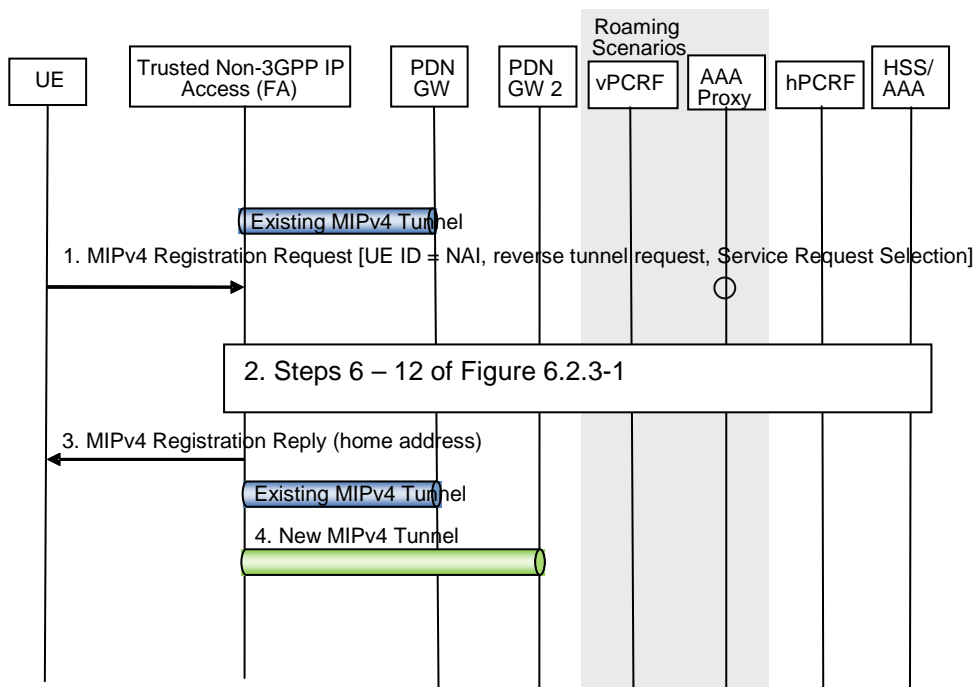 Roaming
Scenarios
UE
Trusted Non-3GPP IP
Access (FA)
PDN
GW
PDN
GW 2
vPCRF
AAA
Proxy
hPCRF
HSS/
AAA
Existing MIPv4 Tunnel
1. MIPv4 Registration Request [UE ID = NAI, reverse tunnel request, Service Request Selection]
2. Steps 6 – 12 of Figure 6.2.3-1
3. MIPv4 Registration Reply (home address)
Existing MIPv4 Tunnel
4. New MIPv4 Tunnel